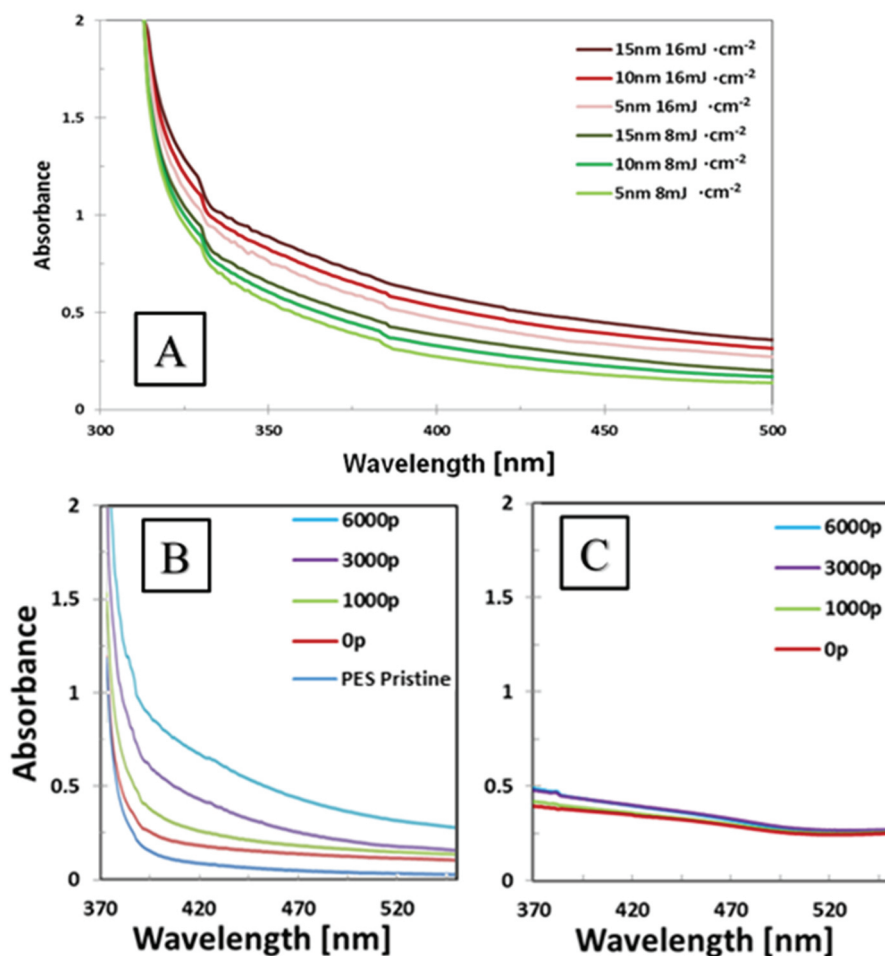 2
1.5
1
0.5
0
Absorbance
15nm 16mJ ·cm-2
10nm 16mJ ·cm-2
5nm 16mJ ·cm-2
15nm 8mJ ·cm-2
10nm 8mJ ·cm-2
5nm 8mJ ·cm-2
A
300 350 400 450 500
Wavelength [nm]
2
1.5
1
0.5
0
Absorbance
B
6000p
3000p
1000p
0p
PES Pristine
370 420 470 520
Wavelength [nm]
2
1.5
1
0.5
0
C
6000p
3000p
1000p
0p
370 420 470 520
Wavelength [nm]